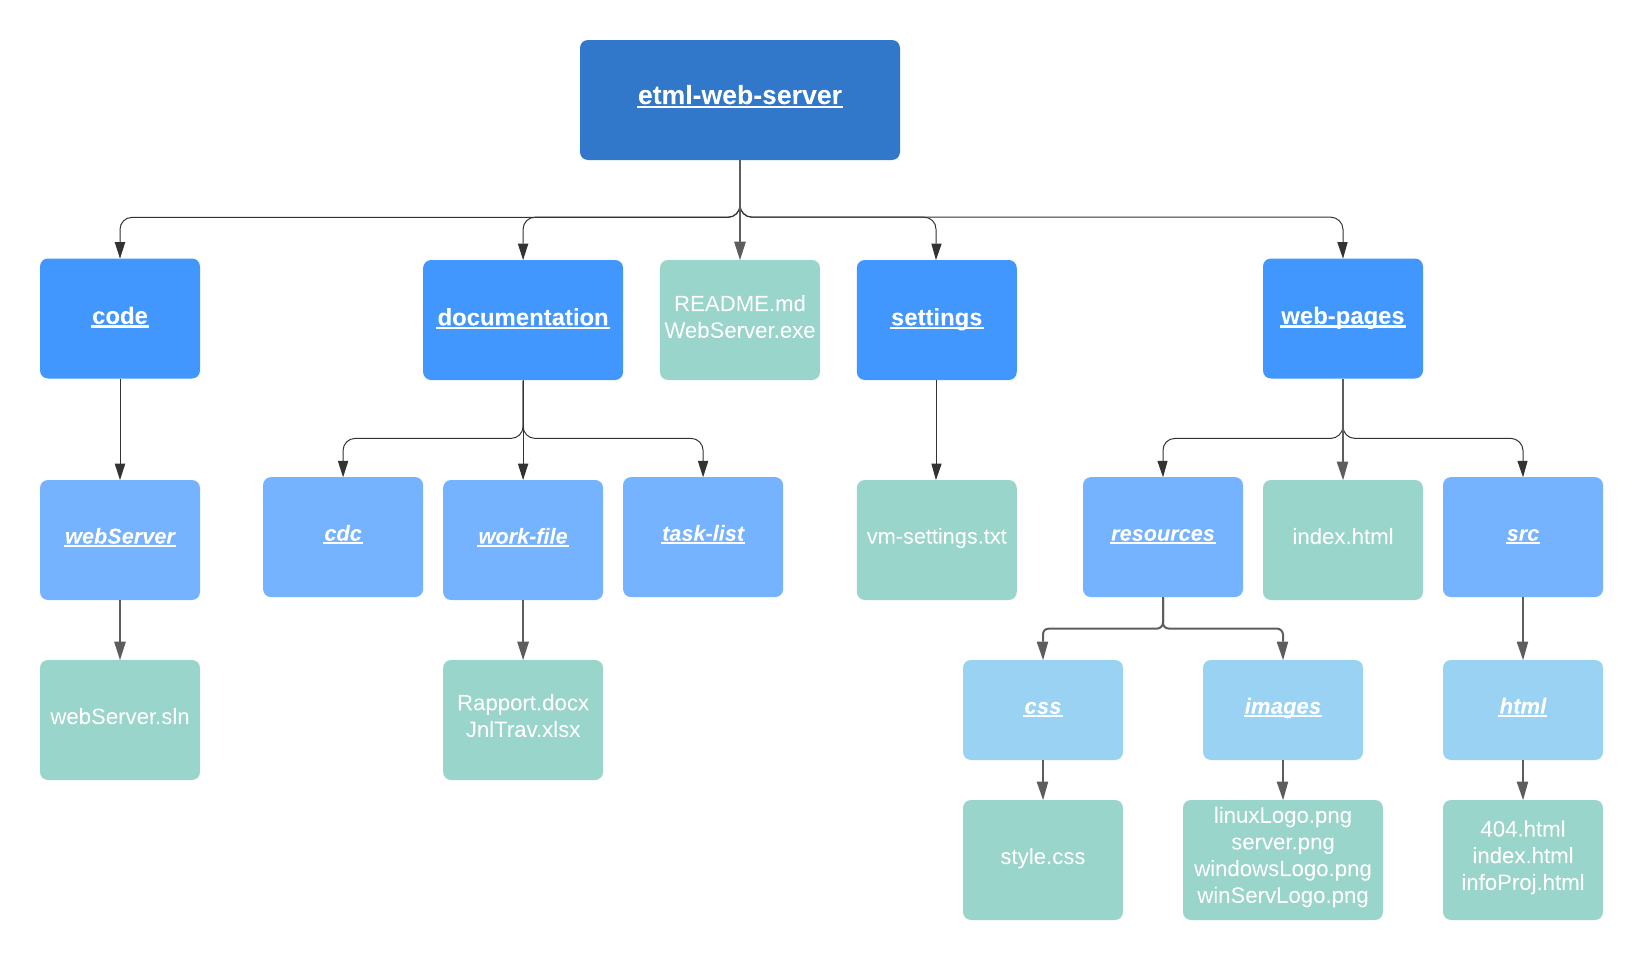 etml-web-server
code
documentation
README.md
WebServer.exe
settings
web-pages
webServer
cdc
work-file
task-list
vm-settings.txt
resources
index.html
src
webServer.sln
Rapport.docx
JnlTrav.xlsx
css
images
html
style.css
linuxLogo.png
server.png
windowsLogo.png
winServLogo.png
404.html
index.html
infoProj.html